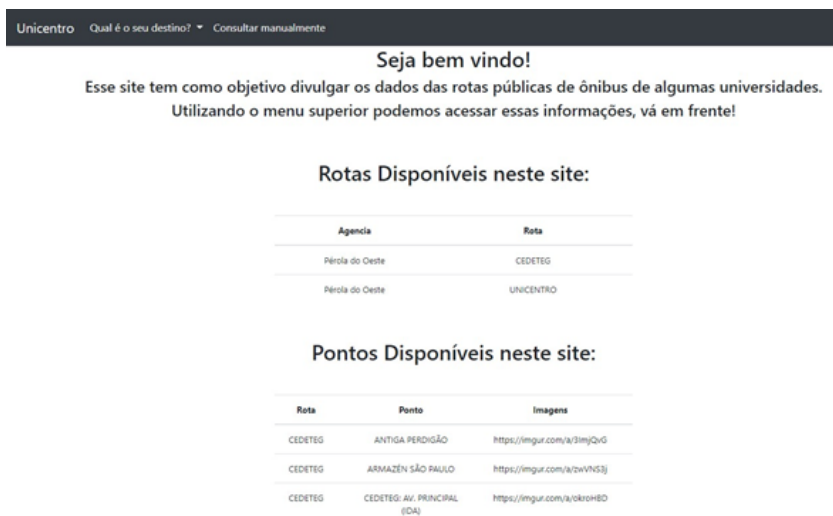 Unicentro Qual é o seu destino? Consultar manualmente
Seja bem vindo!
Esse site tem como objetivo divulgar os dados das rotas públicas de ônibus de algumas universidades.
Utilizando o menu superior podemos acessar essas informações, vá em frente!
Rotas Disponíveis neste site:
Agencia Rota
Pérola do Oeste CEDETEG
Pérola do Oeste UNICENTRO
Pontos Disponíveis neste site:
Rota Ponto Imagens
CEDETEG ANTIGA PERDIGÃO https://imgur.com/a/3ImjQvG
CEDETEG ARMAZÉN SÃO PAULO https://imgur.com/a/zwVNS3j
CEDETEG CEDETEG: AV. PRINCIPAL https://imgur.com/a/okroHBD
(IDA)